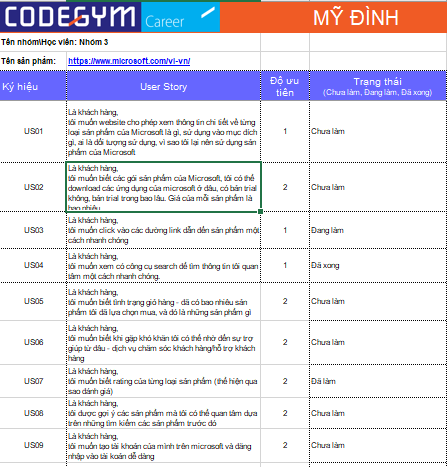 CODEGYM Career MỸ ĐÌNH
Tên nhóm\Học viên: Nhóm 3
Tên sản phẩm: https://www.microsoft.com/vi-vn/
Ký hiệu User Story Độ ưu tiên Trạng thái
(Chưa làm, Đang làm, Đã xong)
US01
Là khách hàng,
tôi muốn website cho phép xem thông tin chi tiết về từng
loại sản phẩm của Microsoft là gì, sử dụng vào mục đích
gì, ai là đối tượng sử dụng, vì sao tôi lại nên sử dụng sản
phẩm của Microsoft
1 Chưa làm
US02
Là khách hàng,
tôi muốn biết các gói sản phẩm của Microsoft, tôi có thể
download các ứng dụng của microsoft ở đâu, có bán trial
không, bán trial trong bao lâu. Giá của mỗi sản phẩm là
bao nhiêu
2 Chưa làm
US03
Là khách hàng,
tôi muốn click vào các đường link dẫn đến sản phẩm một
cách nhanh chóng
1 Đang làm
US04
Là khách hàng,
tôi muốn xem có công cụ search để tìm thông tin tôi quan
tâm một cách nhanh chóng.
1 Đã xong
US05
Là khách hàng,
tôi muốn biết tình trạng giỏ hàng - đã có bao nhiêu sản
phẩm tôi đã lựa chọn mua, và đó là những sản phẩm gì
2 Chưa làm
US06
Là khách hàng,
tôi muốn biết khi gặp khó khăn tôi có thể nhờ đến sự trợ
giúp từ đâu - dịch vụ chăm sóc khách hàng/hỗ trợ khách
hàng
2 Chưa làm
US07
Là khách hàng,
tôi muốn biết rating của từng loại sản phẩm (thể hiện qua
sao đánh giá)
2 Đã làm
US08
Là khách hàng,
tôi được gợi ý các sản phẩm mà tôi có thể quan tâm dựa
trên những tìm kiếm các sản phẩm trước đó
2 Chưa làm
US09
Là khách hàng,
tôi muốn tạo tài khoản của mình trên microsoft và đăng
nhập vào tài koản dễ dàng
2 Chưa làm